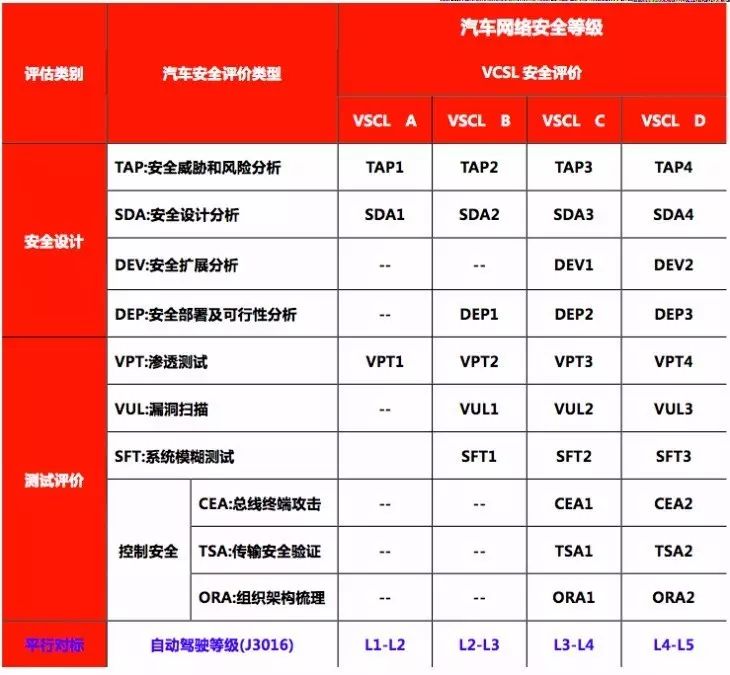 汽车网络安全等级
评估类别 汽车安全评价类型 VCSL 安全评价
VSCL A VSCL B VSCL C VSCL D
安全设计
TAP:安全威胁和风险分析 TAP1 TAP2 TAP3 TAP4
SDA:安全设计分析 SDA1 SDA2 SDA3 SDA4
DEV:安全扩展分析 -- -- DEV1 DEV2
DEP:安全部署及可行性分析 -- DEP1 DEP2 DEP3
测试评价
VPT:渗透测试 VPT1 VPT2 VPT3 VPT4
VUL:漏洞扫描 -- VUL1 VUL2 VUL3
SFT:系统模糊测试 SFT1 SFT2 SFT3
控制安全
CEA:总线终端攻击 -- -- CEA1 CEA2
TSA:传输安全验证 -- -- TSA1 TSA2
ORA:组织架构梳理 -- -- ORA1 ORA2
平行对标 自动驾驶等级(J3016) L1-L2 L2-L3 L3-L4 L4-L5